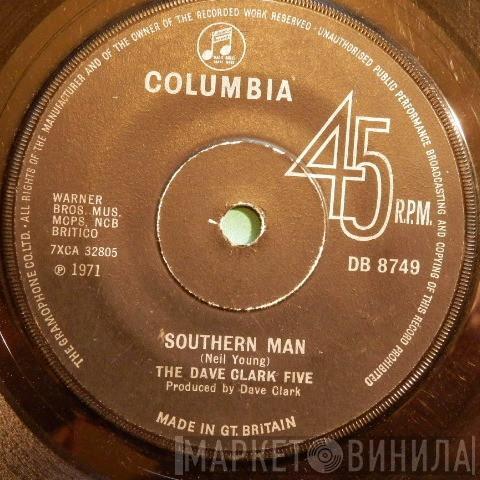 ALL RIGHTS OF THE MANUFACTURER AND OF THE OWNER OF THE RECORDED WORK RESERVED · UNAUTHORISED PUBLIC PERFORMANCE BROADCASTING AND COPYING OF THIS RECORD PROHIBITED
THE GRAMOPHONE CO. LTD. ·
COLUMBIA
45
R.P.M.
WARNER
BROS. MUS.
MCPS. NCB
BRITICO
7XCA 32805
℗ 1971
DB 8749
SOUTHERN MAN
(Neil Young)
THE DAVE CLARK FIVE
Produced by Dave Clark
MADE IN GT. BRITAIN
МАРКЕТ ВИНИЛА